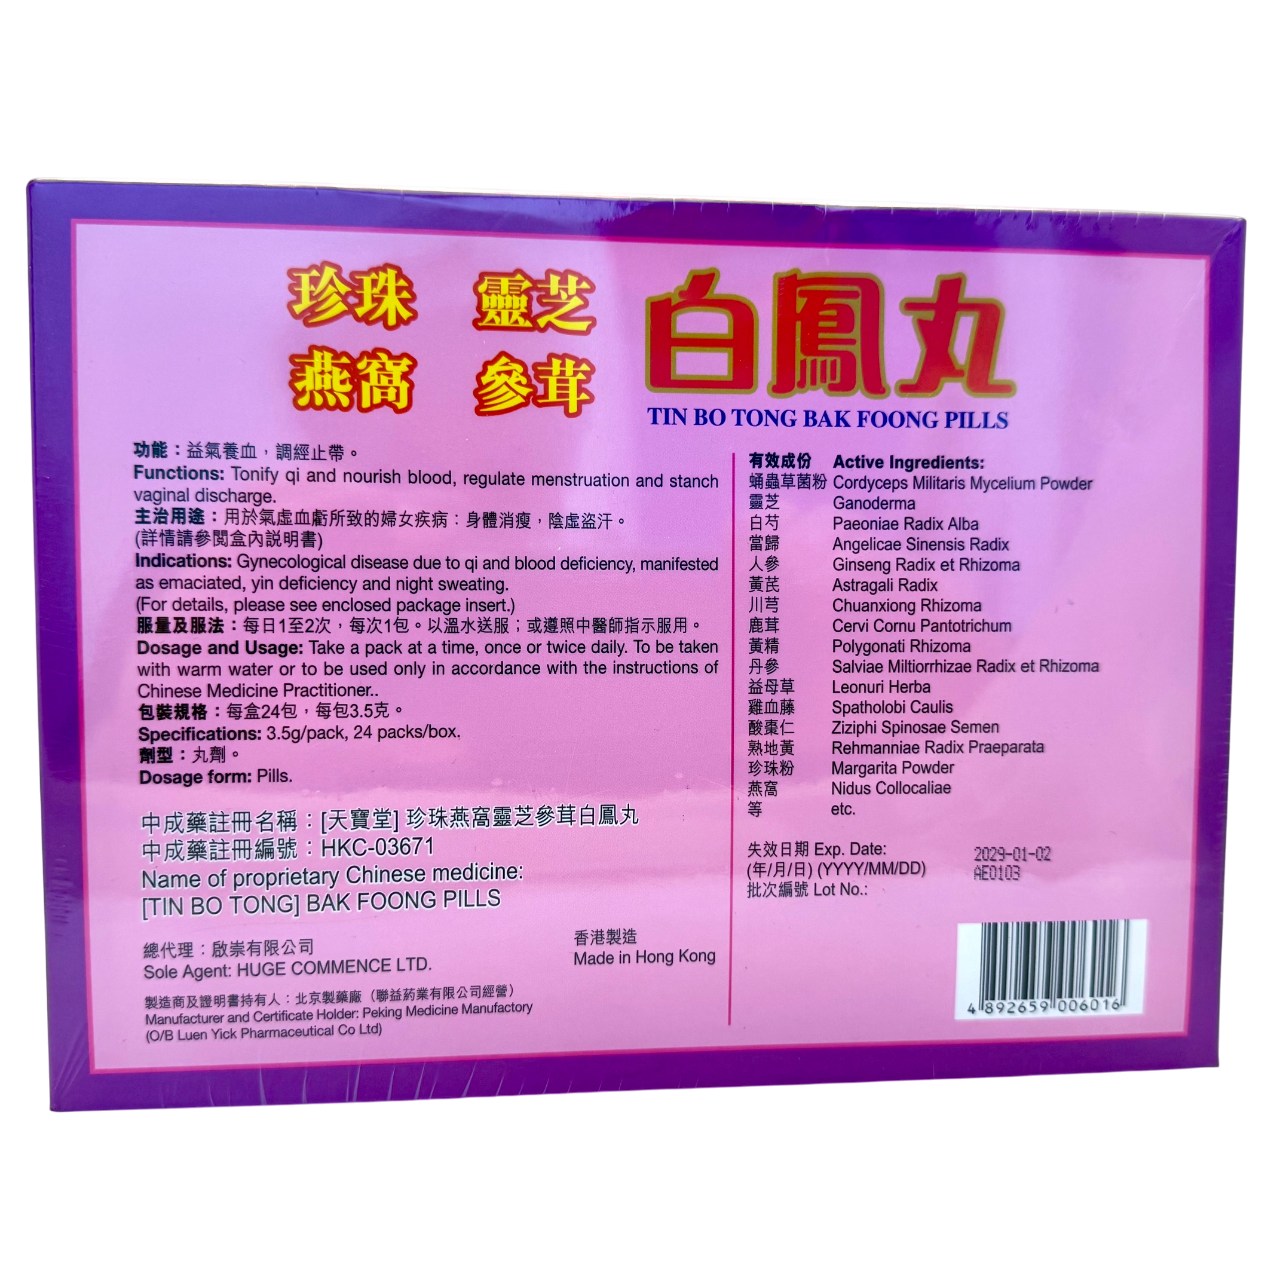 珍珠 靈芝
燕窩 參茸
白鳳丸
TIN BO TONG BAK FOONG PILLS
功能：益氣養血，調經止帶。
Functions: Tonify qi and nourish blood, regulate menstruation and stanch
vaginal discharge.
主治用途：用於氣虛血虧所致的婦女疾病：身體消瘦，陰虛盜汗。
(詳情請參閱盒內說明書)
Indications: Gynecological disease due to qi and blood deficiency, manifested
as emaciated, yin deficiency and night sweating.
(For details, please see enclosed package insert.)
服量及服法：每日1至2次，每次1包。以溫水送服；或遵照中醫師指示服用。
Dosage and Usage: Take a pack at a time, once or twice daily. To be taken
with warm water or to be used only in accordance with the instructions of
Chinese Medicine Practitioner..
包裝規格：每盒24包，每包3.5克。
Specifications: 3.5g/pack, 24 packs/box.
劑型：丸劑。
Dosage form: Pills.
中成藥註冊名稱：[天寶堂] 珍珠燕窩靈芝參茸白鳳丸
中成藥註冊編號：HKC-03671
Name of proprietary Chinese medicine:
[TIN BO TONG] BAK FOONG PILLS
總代理：啟崇有限公司
Sole Agent: HUGE COMMENCE LTD.
香港製造
Made in Hong Kong
製造商及證明書持有人：北京製藥廠（聯益药業有限公司經營）
Manufacturer and Certificate Holder: Peking Medicine Manufactory
(O/B Luen Yick Pharmaceutical Co Ltd)
有效成份 Active Ingredients:
蛹蟲草菌粉 Cordyceps Militaris Mycelium Powder
靈芝 Ganoderma
白芍 Paeoniae Radix Alba
當歸 Angelicae Sinensis Radix
人參 Ginseng Radix et Rhizoma
黃芪 Astragali Radix
川芎 Chuanxiong Rhizoma
鹿茸 Cervi Cornu Pantotrichum
黃精 Polygonati Rhizoma
丹參 Salviae Miltiorrhizae Radix et Rhizoma
益母草 Leonuri Herba
雞血藤 Spatholobi Caulis
酸棗仁 Ziziphi Spinosae Semen
熟地黃 Rehmanniae Radix Praeparata
珍珠粉 Margarita Powder
燕窩 Nidus Collocaliae
等 etc.
失效日期 Exp. Date: 2029-01-02
(年/月/日) (YYYY/MM/DD) AE0103
批次編號 Lot No.:
4 892659 006016